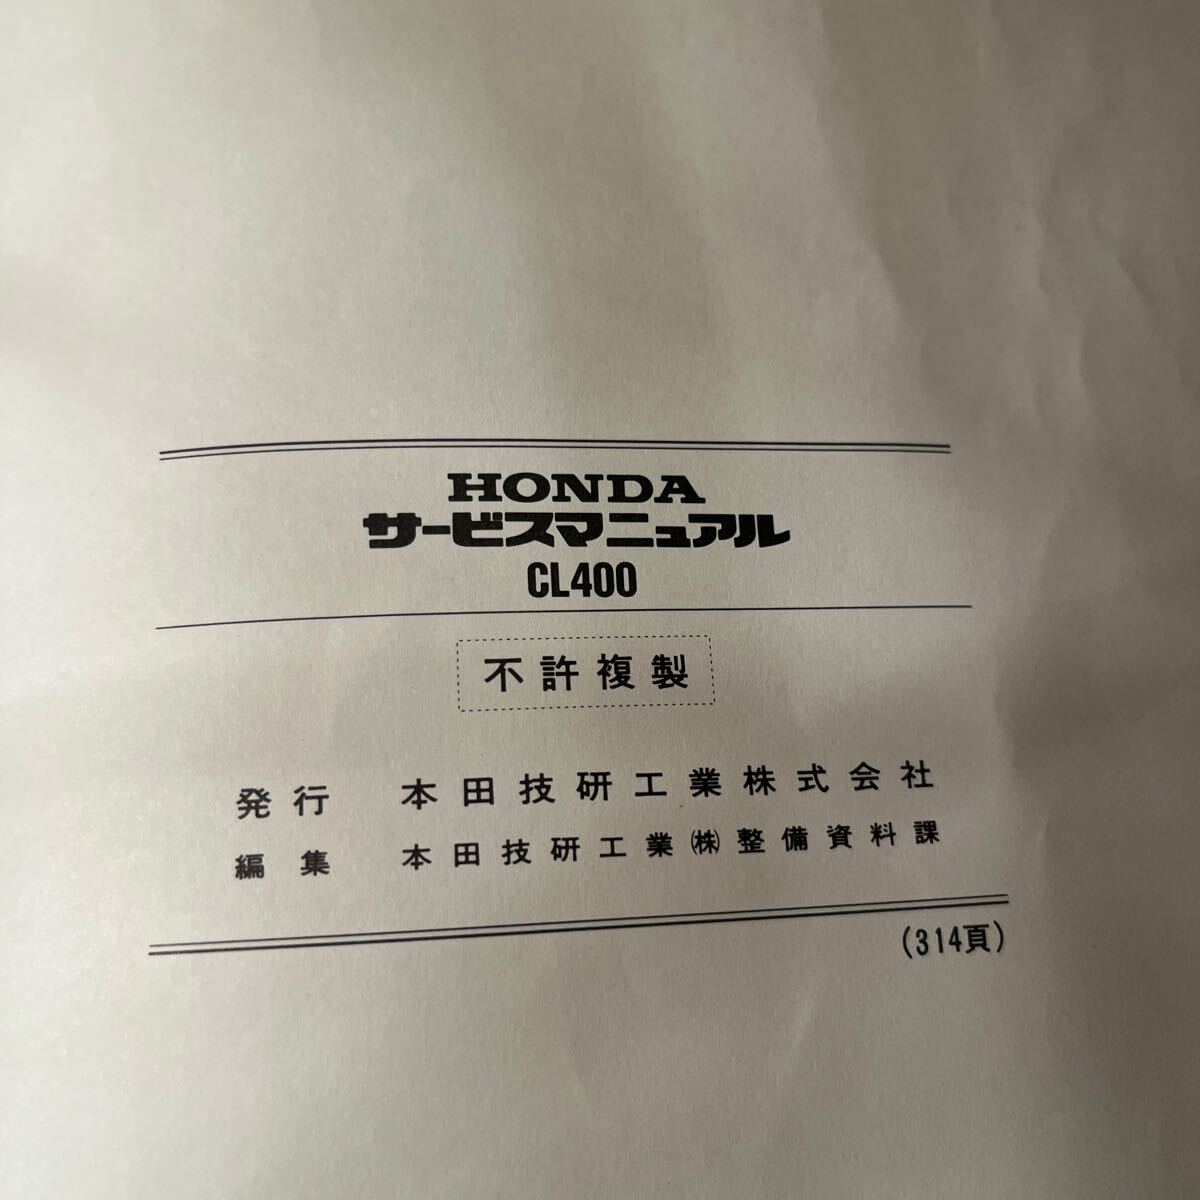 HONDA
サービスマニュアル
CL400
不許複製
発行 本田技研工業株式会社
編集 本田技研工業㈱整備資料課
(314頁)